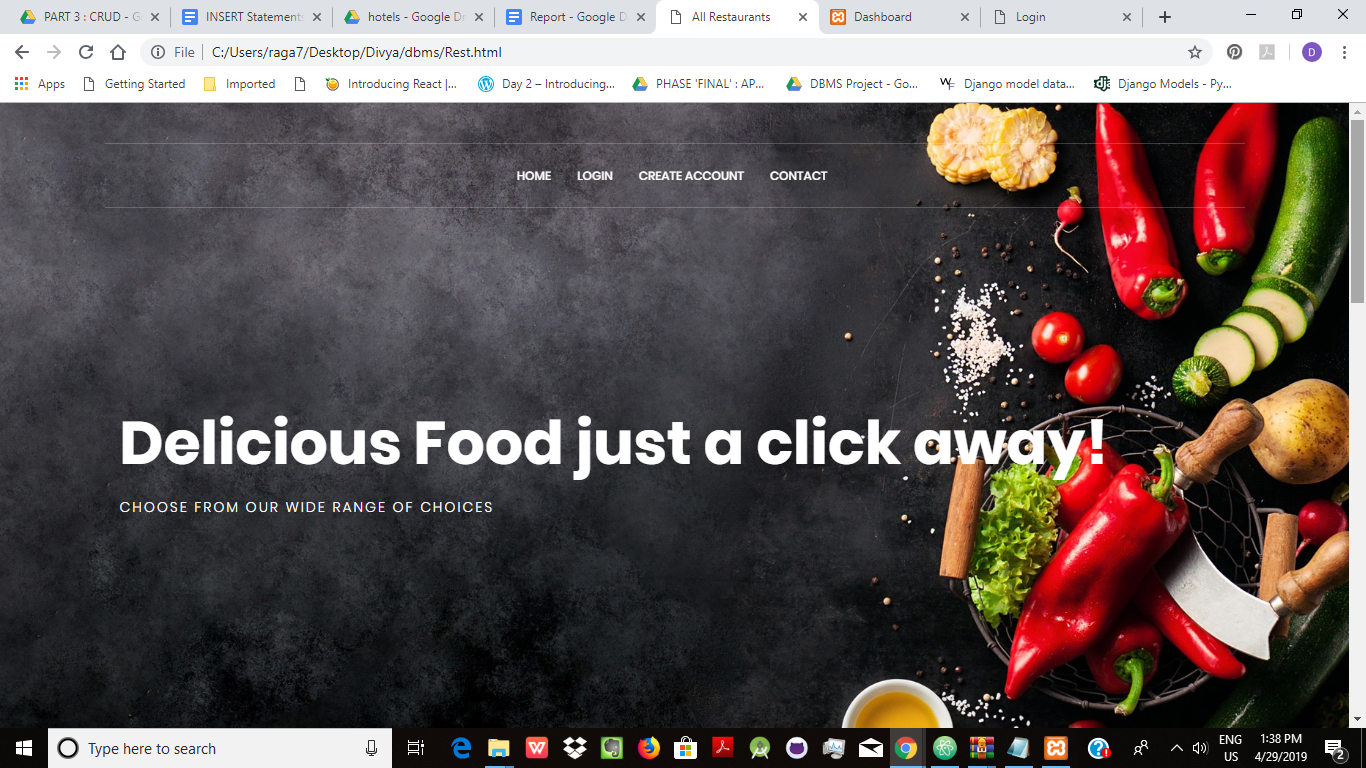 PART 3 : CRUD - G
INSERT Statements
hotels - Google Dr
Report - Google D
All Restaurants
Dashboard
Login
File
C:/Users/raga7/Desktop/Divya/dbms/Rest.html
D
Apps
Getting Started
Imported
Introducing React |...
Day 2 – Introducing...
PHASE 'FINAL' : AP...
DBMS Project - Go...
Django model data...
Django Models - Py...
HOME LOGIN CREATE ACCOUNT CONTACT
Delicious Food just a click away!
CHOOSE FROM OUR WIDE RANGE OF CHOICES
Type here to search
ENG
US
1:38 PM
4/29/2019
2